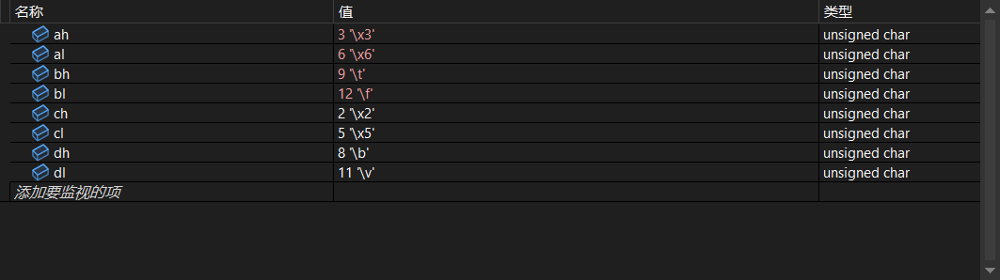 名称 值 类型
ah 3 '\x3' unsigned char
al 6 '\x6' unsigned char
bh 9 '\t' unsigned char
bl 12 '\f' unsigned char
ch 2 '\x2' unsigned char
cl 5 '\x5' unsigned char
dh 8 '\b' unsigned char
dl 11 '\v' unsigned char
添加要监视的项